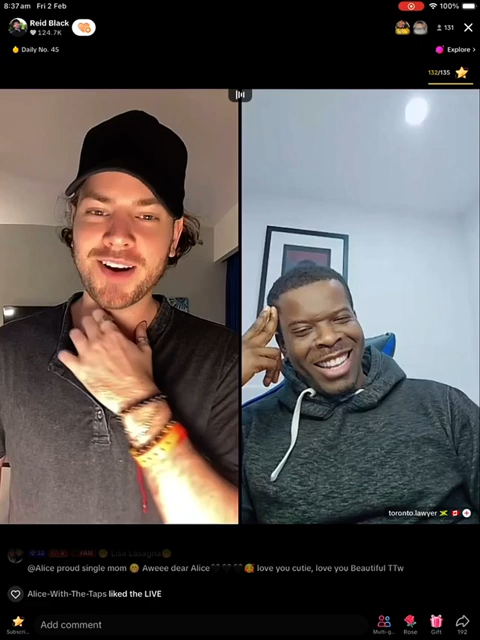 8:37am Fri 2 Feb
100%
Reid Black
124.7K
131
Daily No. 45
Explore >
132/135
toronto.lawyer
Lisa Lasagna
@Alice proud single mom 😁 Aweee dear Alice🖤🖤🖤🥰 love you cutie, love you Beautiful TTw
Alice-With-The-Taps liked the LIVE
Add comment
Subscri...
Multi-g...
Rose
Gift
192